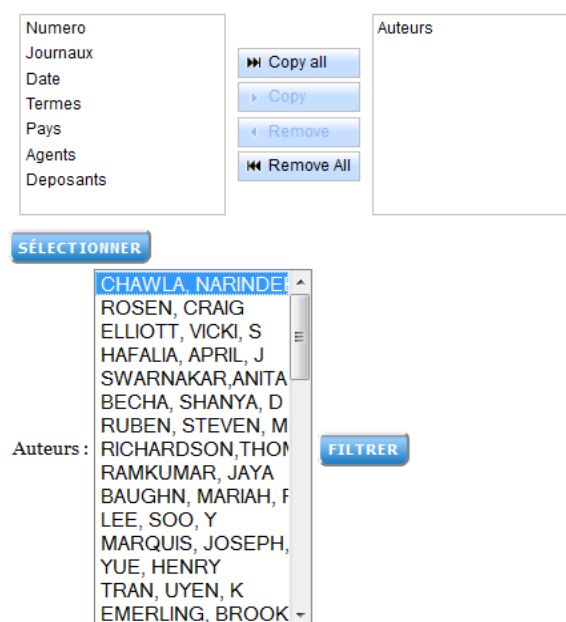 Numero
Journaux
Date
Termes
Pays
Agents
Deposants
Copy all
Copy
Remove
Remove All
Auteurs
SÉLECTIONNER
Auteurs :
CHAWLA, NARINDE
ROSEN, CRAIG
ELLIOTT, VICKI, S
HAFALIA, APRIL, J
SWARNAKAR,ANITA
BECHA, SHANYA, D
RUBEN, STEVEN, M
RICHARDSON,THO
RAMKUMAR, JAYA
BAUGHN, MARIAH,
LEE, SOO, Y
MARQUIS, JOSEPH,
YUE, HENRY
TRAN, UYEN, K
EMERLING, BROOK
FILTRER